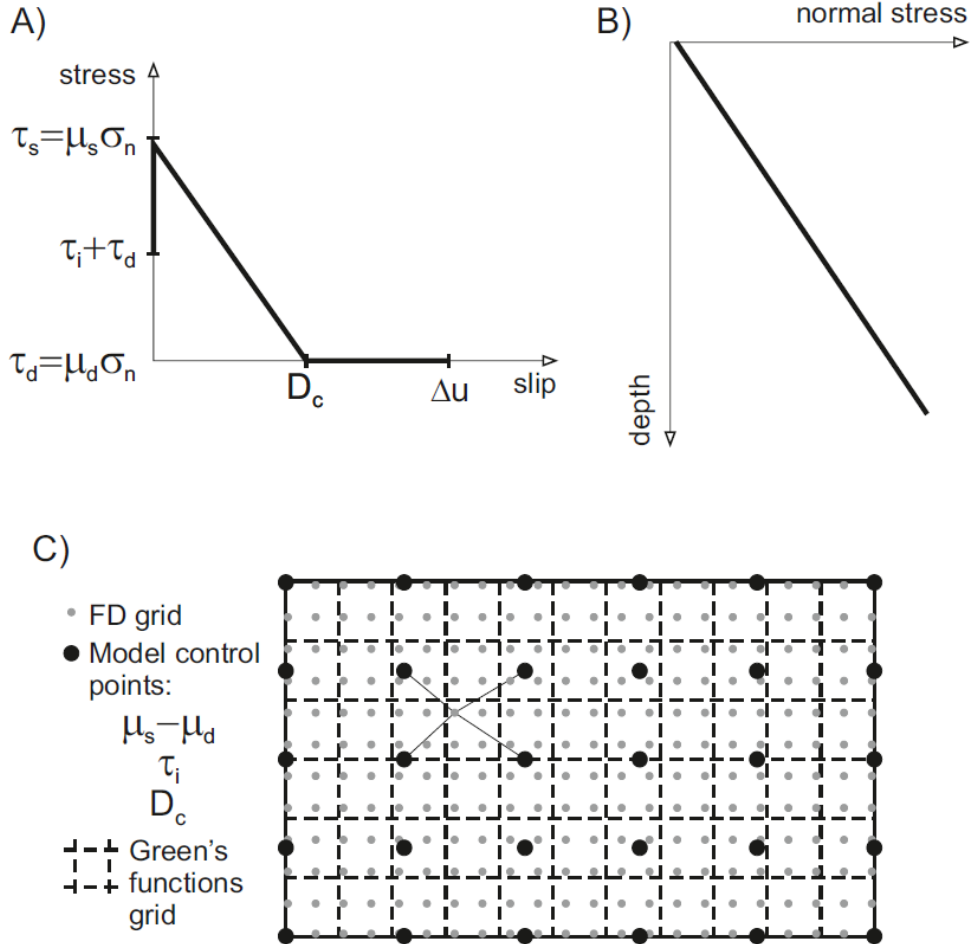 A)
stress
τs=μsσn
τi+τd
τd=μdσn
Dc
Δu
slip
B)
normal stress
depth
C)
FD grid
Model control
points:
μs−μd
τi
Dc
Green's
functions
grid